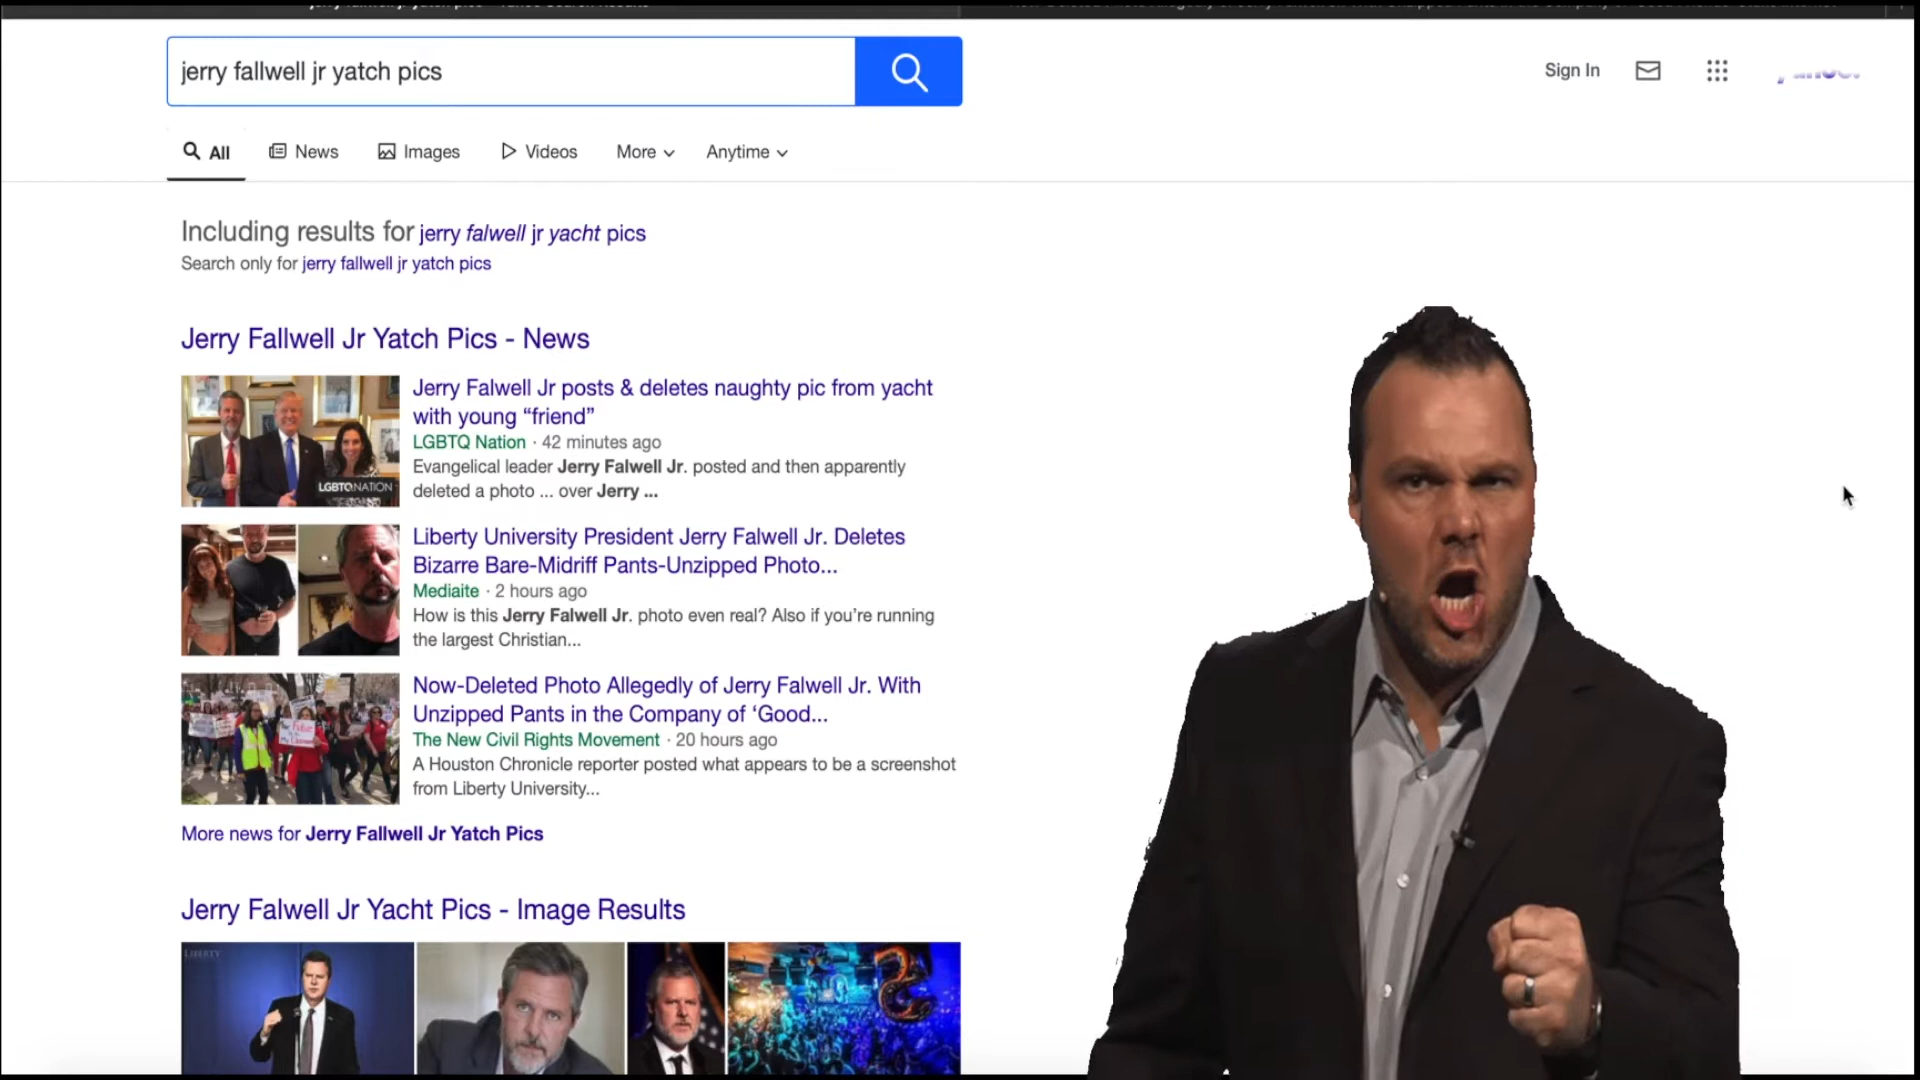 jerry fallwell jr yatch pics
Sign In
All
News
Images
Videos
More
Anytime
Including results for jerry falwell jr yacht pics
Search only for jerry fallwell jr yatch pics
Jerry Fallwell Jr Yatch Pics - News
Jerry Falwell Jr posts & deletes naughty pic from yacht
with young “friend”
LGBTQ Nation · 42 minutes ago
Evangelical leader Jerry Falwell Jr. posted and then apparently
deleted a photo ... over Jerry ...
LGBTQ NATION
Liberty University President Jerry Falwell Jr. Deletes
Bizarre Bare-Midriff Pants-Unzipped Photo...
Mediaite · 2 hours ago
How is this Jerry Falwell Jr. photo even real? Also if you’re running
the largest Christian...
Now-Deleted Photo Allegedly of Jerry Falwell Jr. With
Unzipped Pants in the Company of ‘Good...
The New Civil Rights Movement · 20 hours ago
A Houston Chronicle reporter posted what appears to be a screenshot
from Liberty University...
More news for Jerry Fallwell Jr Yatch Pics
Jerry Falwell Jr Yacht Pics - Image Results
LIBERTY